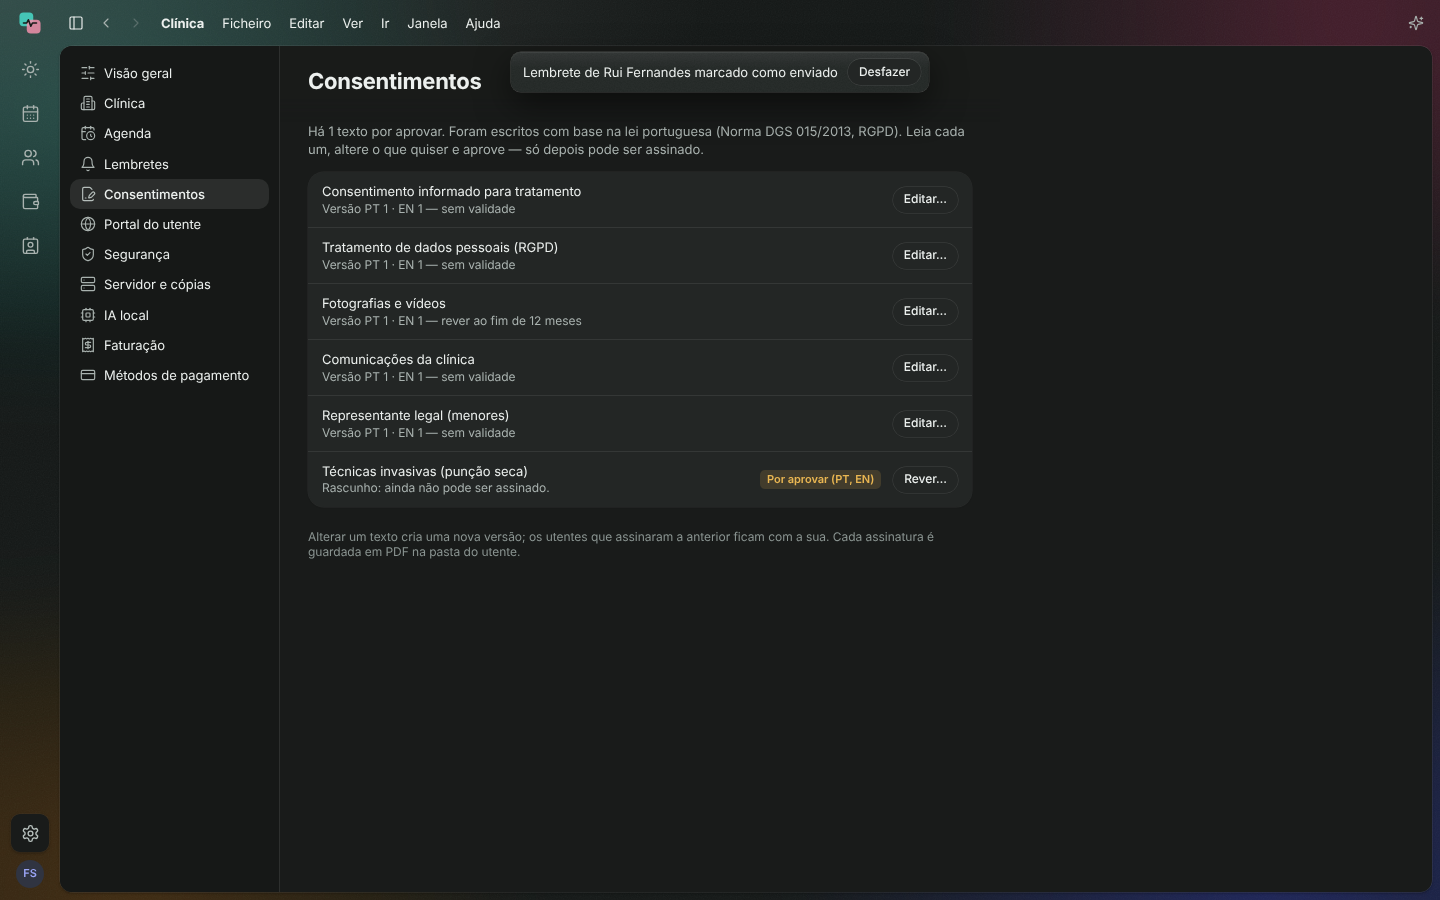 Clínica Ficheiro Editar Ver Ir Janela Ajuda
Visão geral
Clínica
Agenda
Lembretes
Consentimentos
Portal do utente
Segurança
Servidor e cópias
IA local
Faturação
Métodos de pagamento
FS
Lembrete de Rui Fernandes marcado como enviado Desfazer
Consentimentos
Há 1 texto por aprovar. Foram escritos com base na lei portuguesa (Norma DGS 015/2013, RGPD). Leia cada
um, altere o que quiser e aprove — só depois pode ser assinado.
Consentimento informado para tratamento
Versão PT 1 · EN 1 — sem validade
Editar...
Tratamento de dados pessoais (RGPD)
Versão PT 1 · EN 1 — sem validade
Editar...
Fotografias e vídeos
Versão PT 1 · EN 1 — rever ao fim de 12 meses
Editar...
Comunicações da clínica
Versão PT 1 · EN 1 — sem validade
Editar...
Representante legal (menores)
Versão PT 1 · EN 1 — sem validade
Editar...
Técnicas invasivas (punção seca)
Rascunho: ainda não pode ser assinado.
Por aprovar (PT, EN) Rever...
Alterar um texto cria uma nova versão; os utentes que assinaram a anterior ficam com a sua. Cada assinatura é
guardada em PDF na pasta do utente.